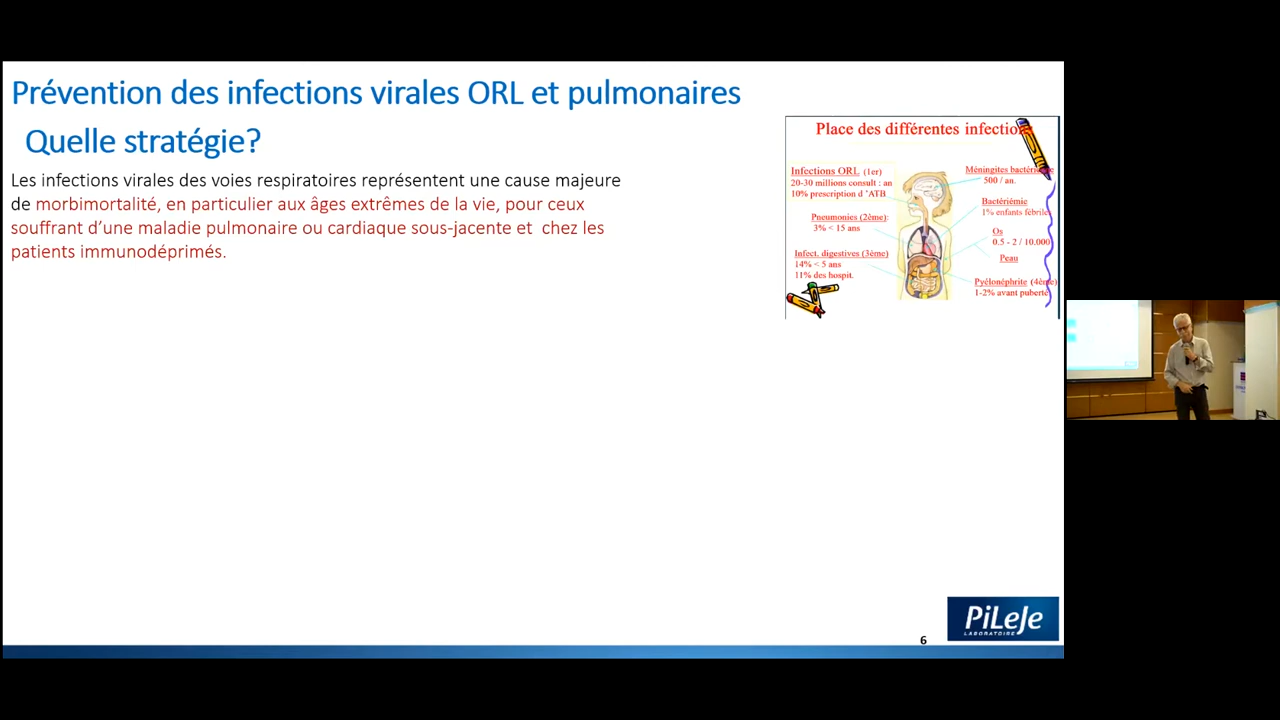 Prévention des infections virales ORL et pulmonaires
Quelle stratégie?
Les infections virales des voies respiratoires représentent une cause majeure
de morbimortalité, en particulier aux âges extrêmes de la vie, pour ceux
souffrant d’une maladie pulmonaire ou cardiaque sous-jacente et chez les
patients immunodéprimés.
Place des différentes infection
Infections ORL (1er)
20-30 millions consult : an
10% prescription d ’ATB
Pneumonies (2ème):
3% < 15 ans
Infect. digestives (3ème)
14% < 5 ans
11% des hospit.
Méningites bactérie
500 / an.
Bactériémie
1% enfants fébrile
Os
0.5 - 2 / 10.000
Peau
Pyélonéphrite (4ème)
1-2% avant puberté
PiLeJe
LABORATOIRE
6